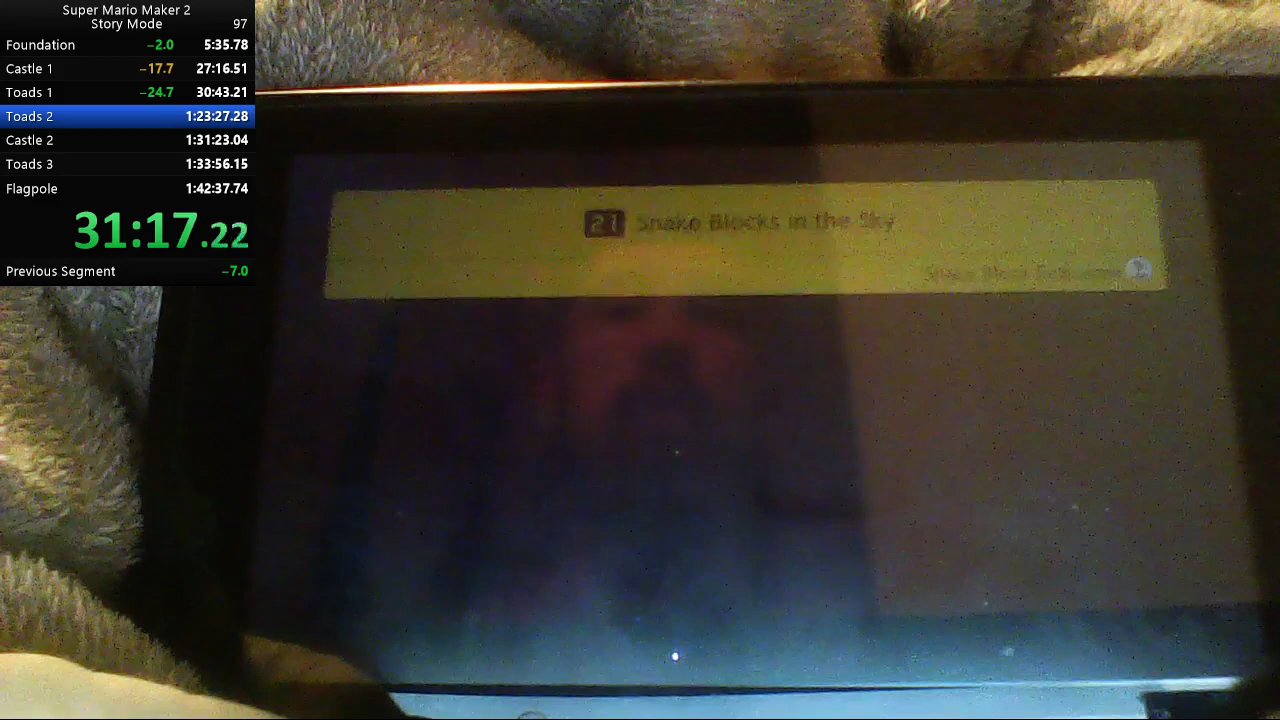 Super Mario Maker 2
Story Mode 97
Foundation −2.0 5:35.78
Castle 1 −17.7 27:16.51
Toads 1 −24.7 30:43.21
Toads 2 1:23:27.28
Castle 2 1:31:23.04
Toads 3 1:33:56.15
Flagpole 1:42:37.74
31:17.22
Previous Segment −7.0
21 Snake Blocks in the Sky
Snake Block